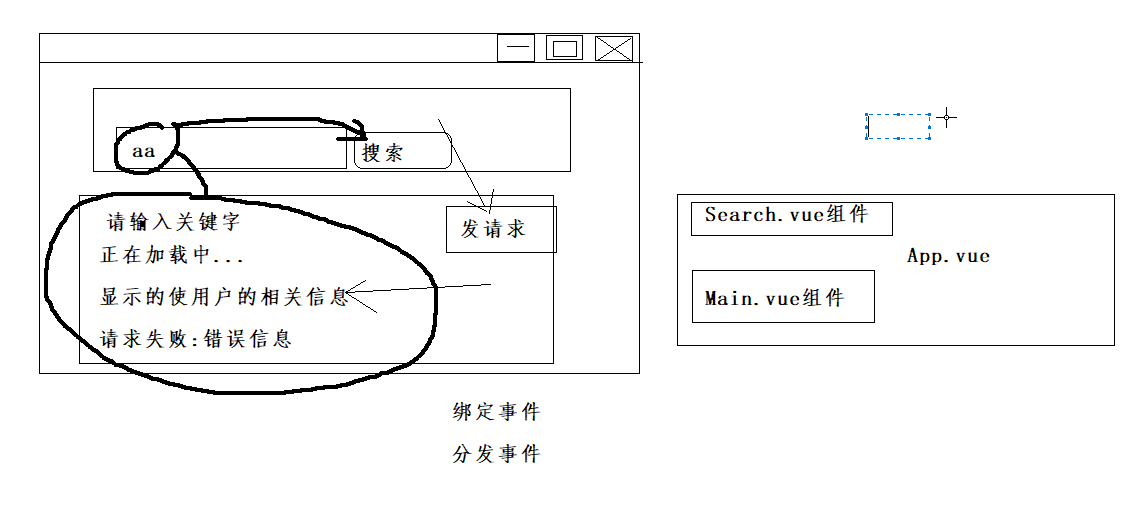 aa
搜索
请输入关键字
发请求
正在加载中...
显示的使用户的相关信息
请求失败:错误信息
绑定事件
分发事件
Search.vue组件
App.vue
Main.vue组件